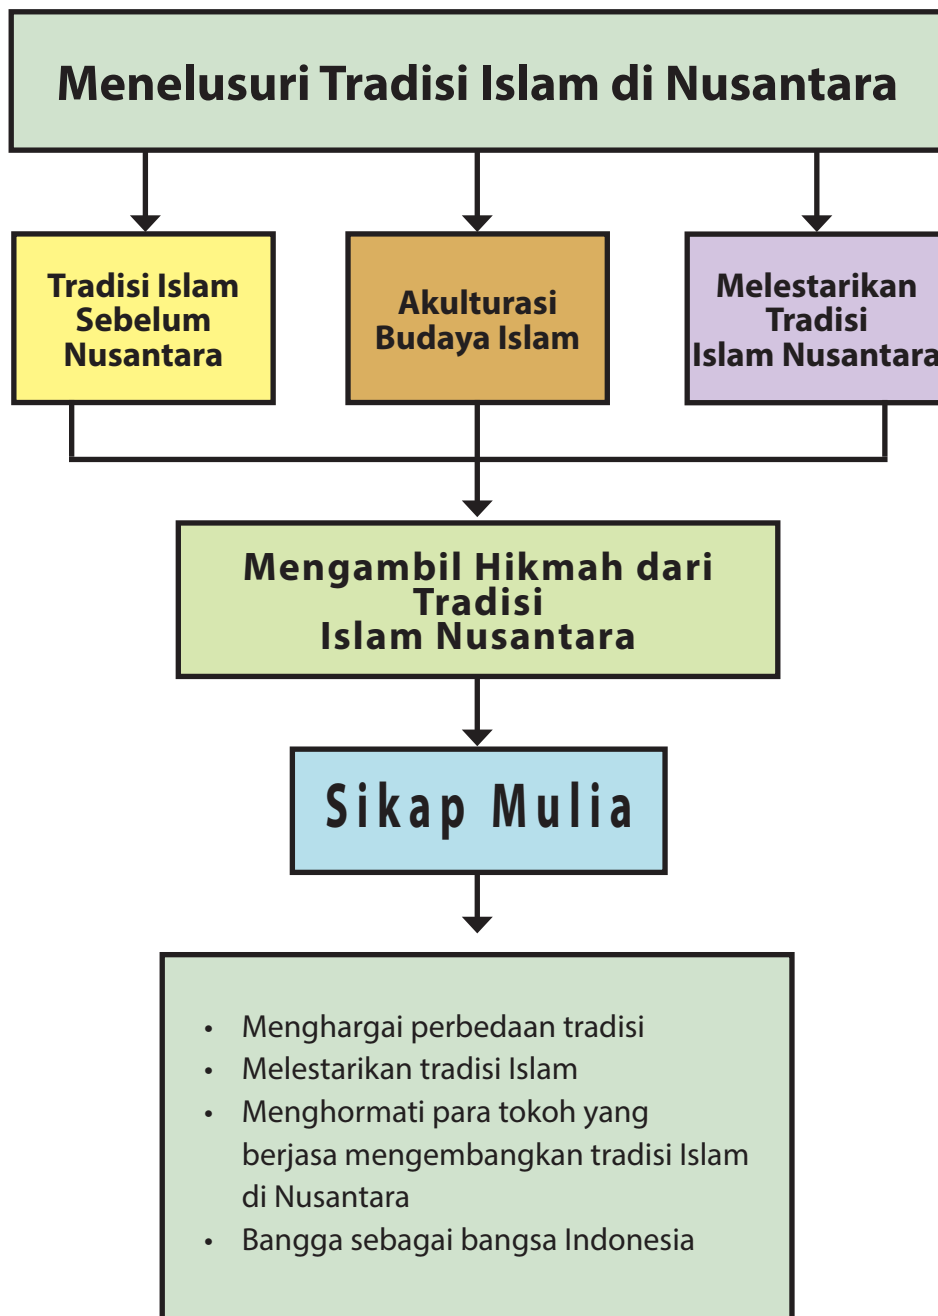 Menelusuri Tradisi Islam di Nusantara
Tradisi Islam
Sebelum
Nusantara
Akulturasi
Budaya Islam
Melestarikan
Tradisi
Islam Nusantara
Mengambil Hikmah dari
Tradisi
Islam Nusantara
Sikap Mulia
• Menghargai perbedaan tradisi
• Melestarikan tradisi Islam
• Menghormati para tokoh yang
berjasa mengembangkan tradisi Islam
di Nusantara
• Bangga sebagai bangsa Indonesia